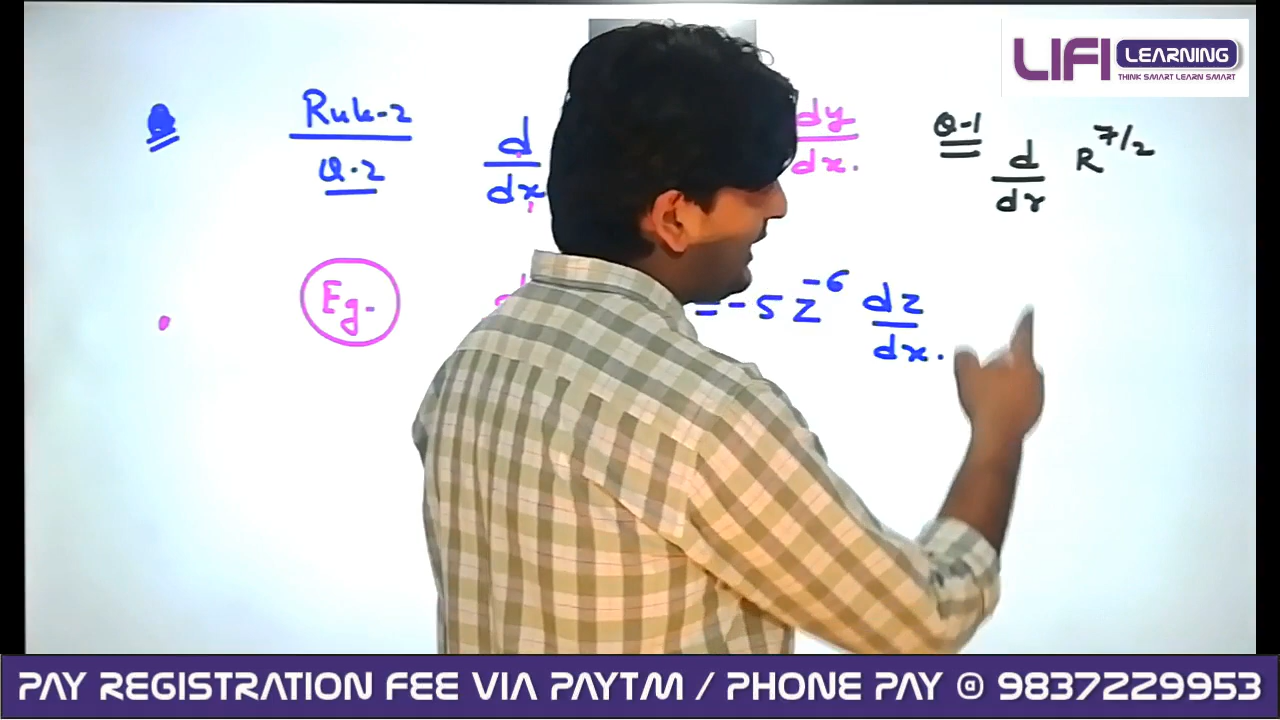 LIFI LEARNING
THINK SMART LEARN SMART
Rule-2
Q.2
d
dx
dy
dx.
Q-1
d
dr
R^7/2
Eg.
= -5 z^-6 dz
dx.
PAY REGISTRATION FEE VIA PAYTM / PHONE PAY @ 9837229953